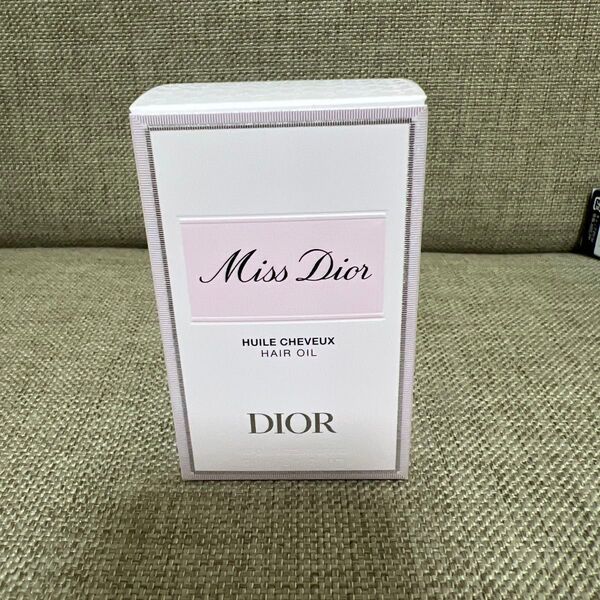 Miss Dior
HUILE CHEVEUX
HAIR OIL
DIOR